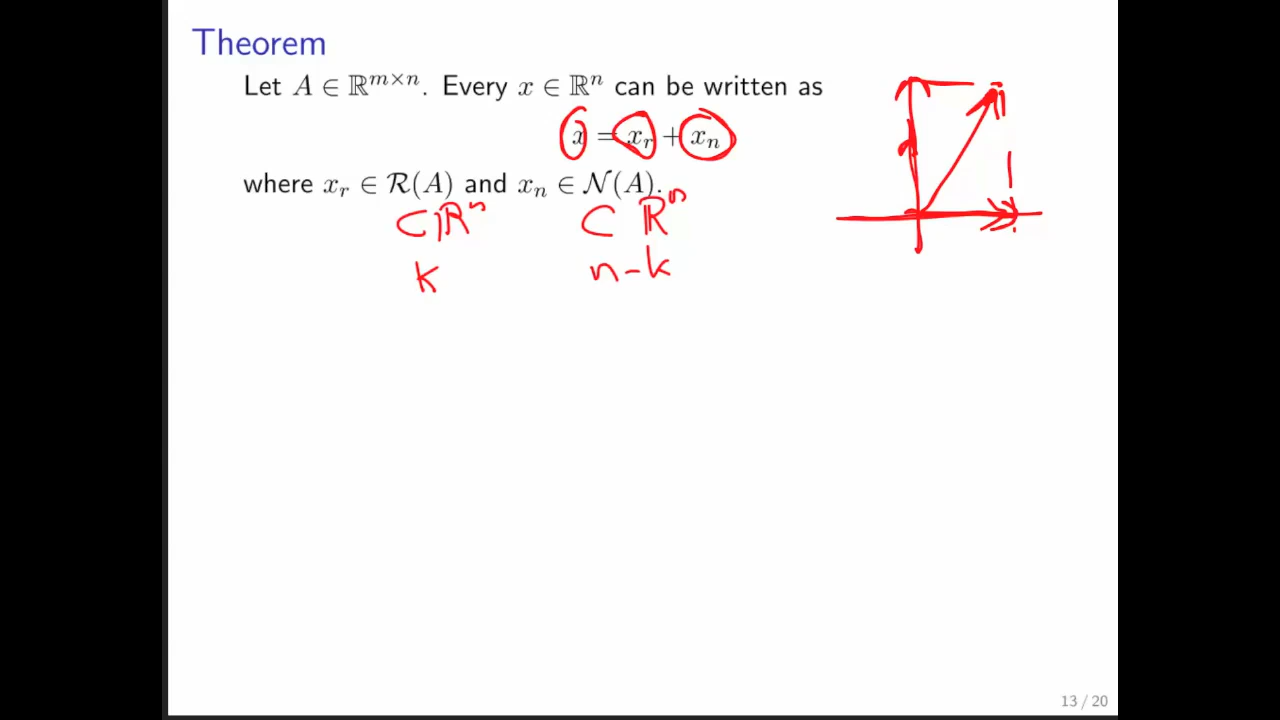 Theorem
Let A ∈ ℝ^{m×n}. Every x ∈ ℝ^n can be written as
x = x_r + x_n
where x_r ∈ ℛ(A) and x_n ∈ 𝒩(A).
⊂ ℝ^n ⊂ ℝ^n
k n-k
13 / 20